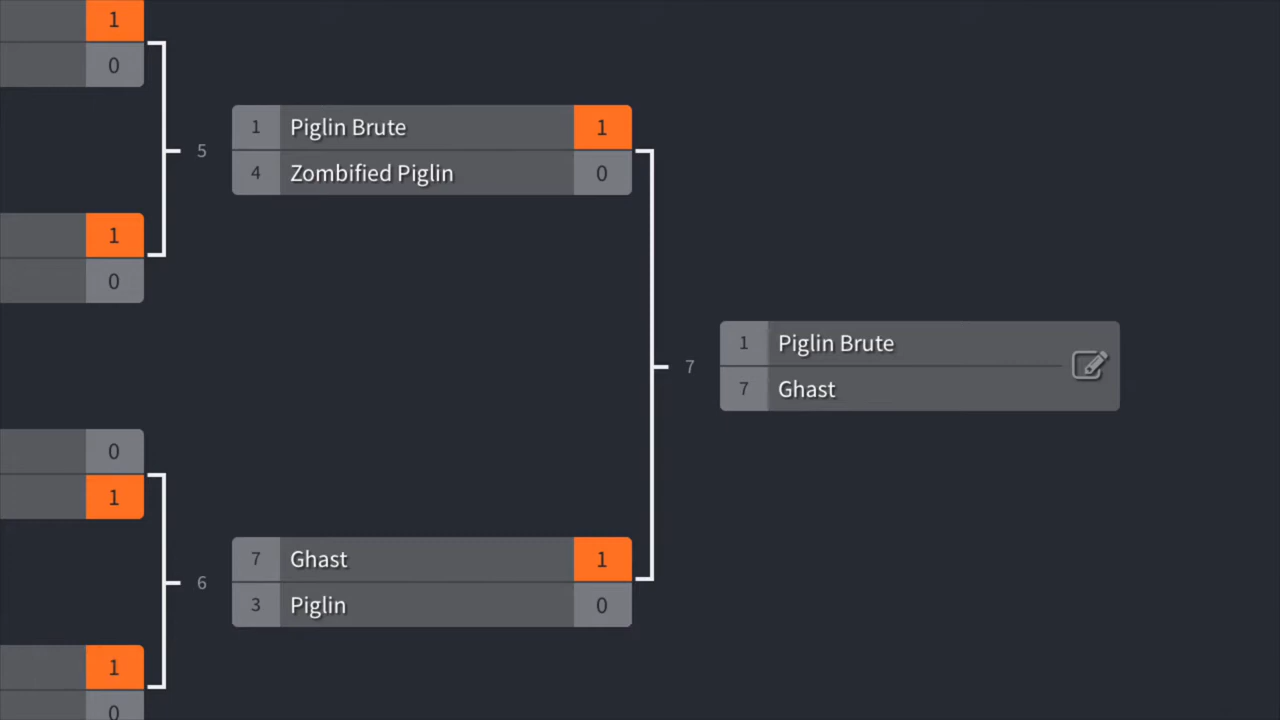 1
0
5
1 Piglin Brute 1
4 Zombified Piglin 0
1
0
7
1 Piglin Brute
7 Ghast
0
1
6
7 Ghast 1
3 Piglin 0
1
0